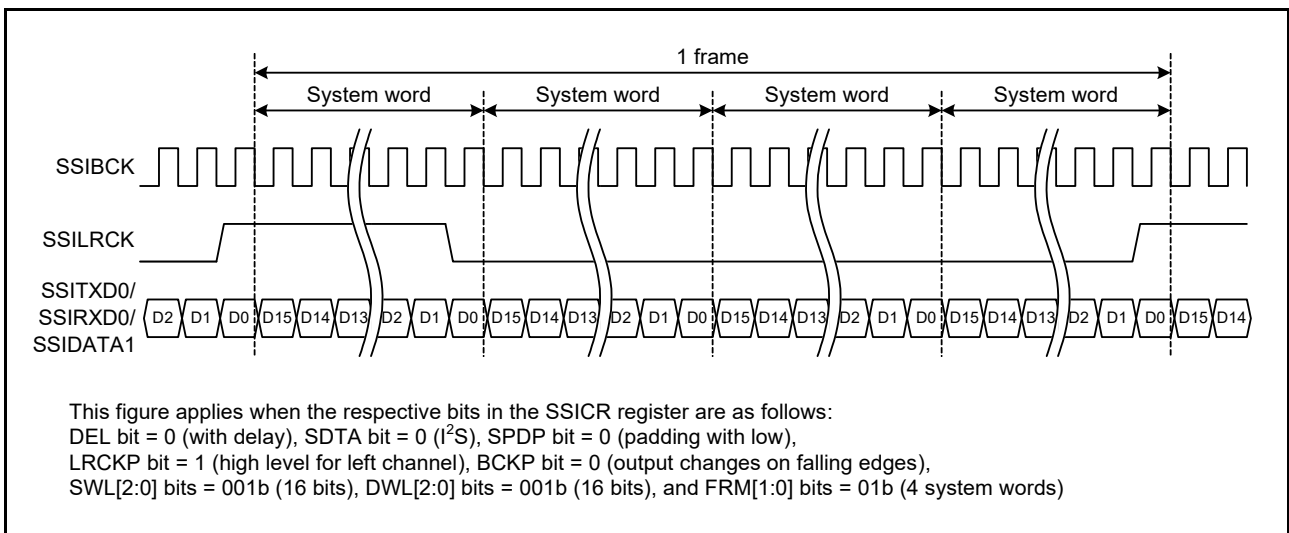 1 frame
System word System word System word System word
SSIBCK
SSILRCK
SSITXD0/
SSIRXD0/
SSIDATA1
D2 D1 D0 D15 D14 D13 D2 D1 D0 D15 D14 D13 D2 D1 D0 D15 D14 D13 D2 D1 D0 D15 D14 D13 D2 D1 D0 D15 D14
This figure applies when the respective bits in the SSICR register are as follows:
DEL bit = 0 (with delay), SDTA bit = 0 (I²S), SPDP bit = 0 (padding with low),
LRCKP bit = 1 (high level for left channel), BCKP bit = 0 (output changes on falling edges),
SWL[2:0] bits = 001b (16 bits), DWL[2:0] bits = 001b (16 bits), and FRM[1:0] bits = 01b (4 system words)